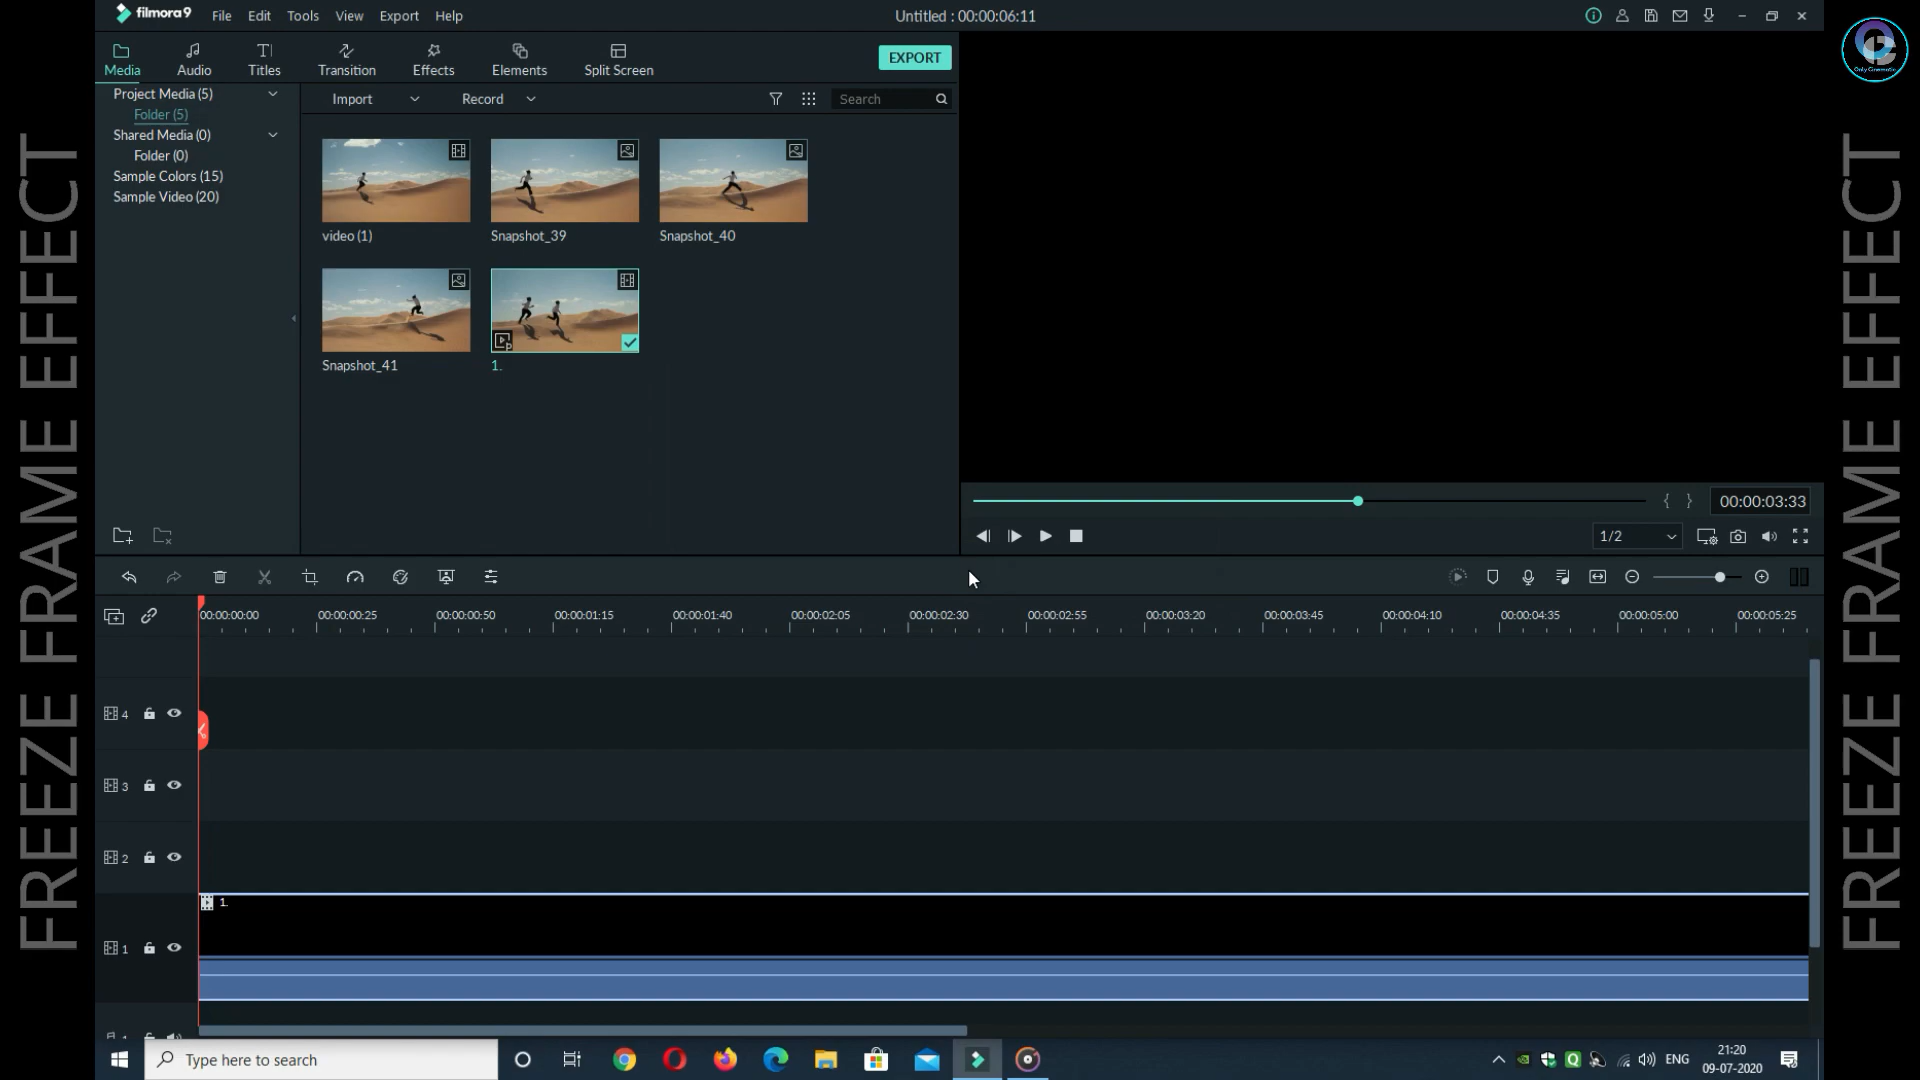 filmora9
File
Edit
Tools
View
Export
Help
Untitled : 00:00:06:11
Media
Audio
Titles
Transition
Effects
Elements
Split Screen
EXPORT
Only Cinematic
Project Media (5)
Folder (5)
Shared Media (0)
Folder (0)
Sample Colors (15)
Sample Video (20)
Import
Record
Search
video (1)
Snapshot_39
Snapshot_40
Snapshot_41
1.
00:00:03:33
1/2
00:00:00:00
00:00:00:25
00:00:00:50
00:00:01:15
00:00:01:40
00:00:02:05
00:00:02:30
00:00:02:55
00:00:03:20
00:00:03:45
00:00:04:10
00:00:04:35
00:00:05:00
00:00:05:25
4
3
2
1.
1
Type here to search
ENG
21:20
09-07-2020
FREEZE FRAME EFFECT
FREEZE FRAME EFFECT